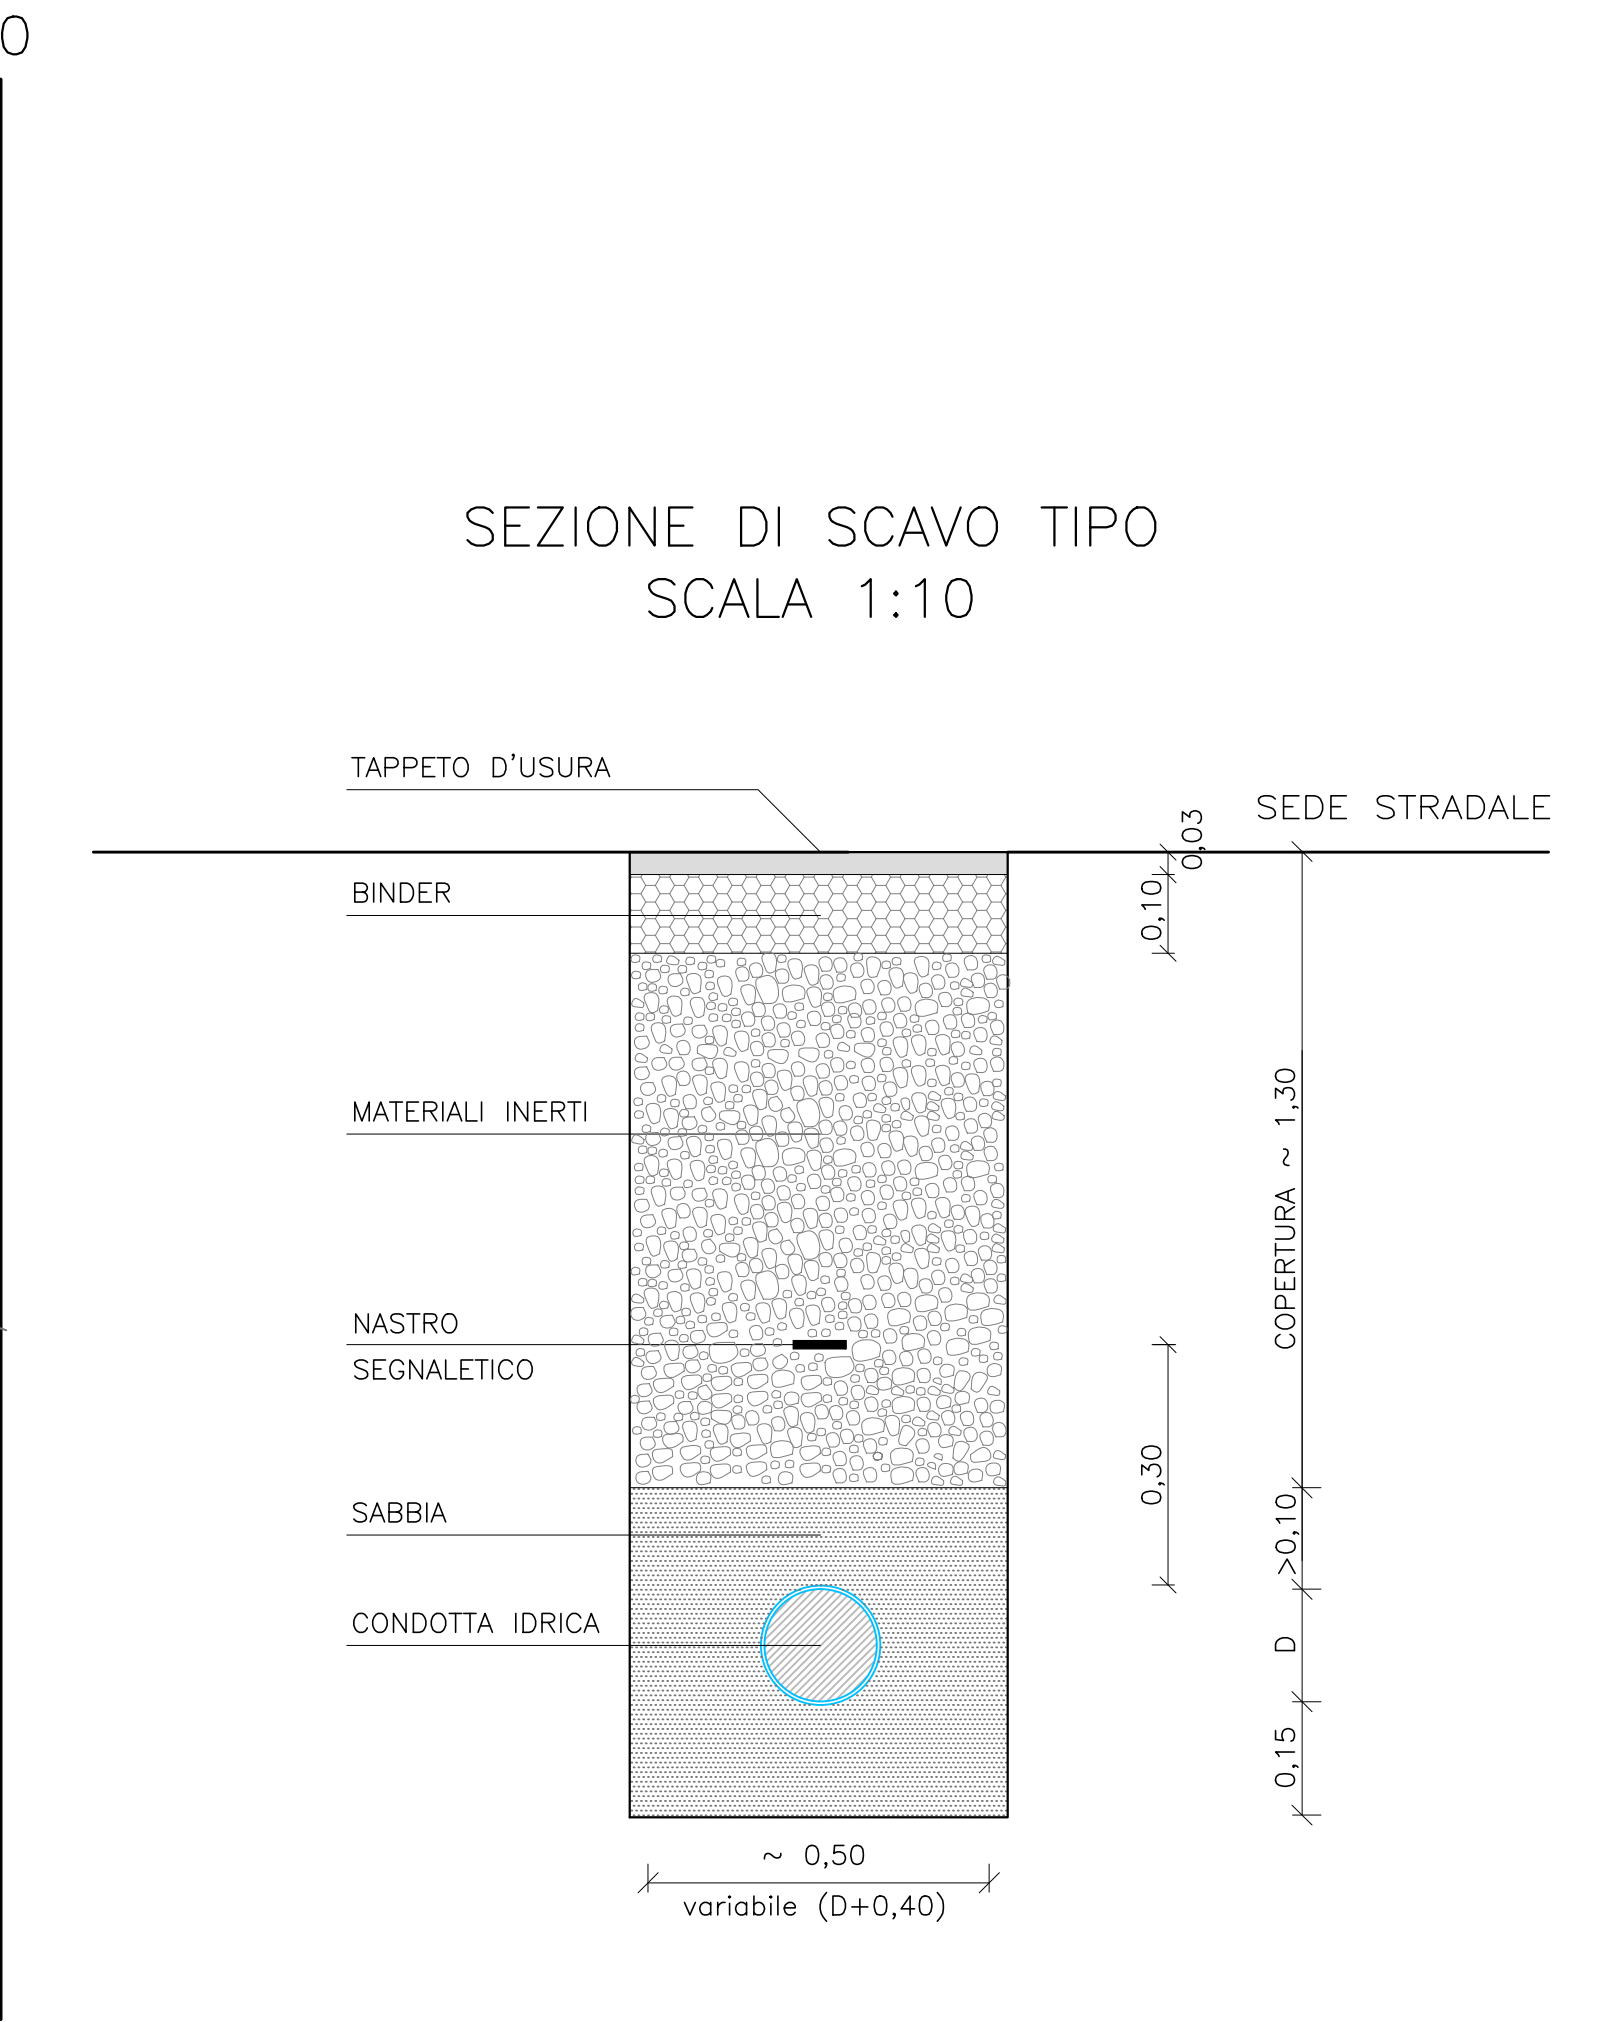 O
SEZIONE DI SCAVO TIPO
SCALA 1:10
TAPPETO D'USURA
SEDE STRADALE
0,03
BINDER
0,10
MATERIALI INERTI
COPERTURA ~ 1,30
NASTRO
SEGNALETICO
0,30
SABBIA
>0,10
CONDOTTA IDRICA
D
0,15
~ 0,50
variabile (D+0,40)